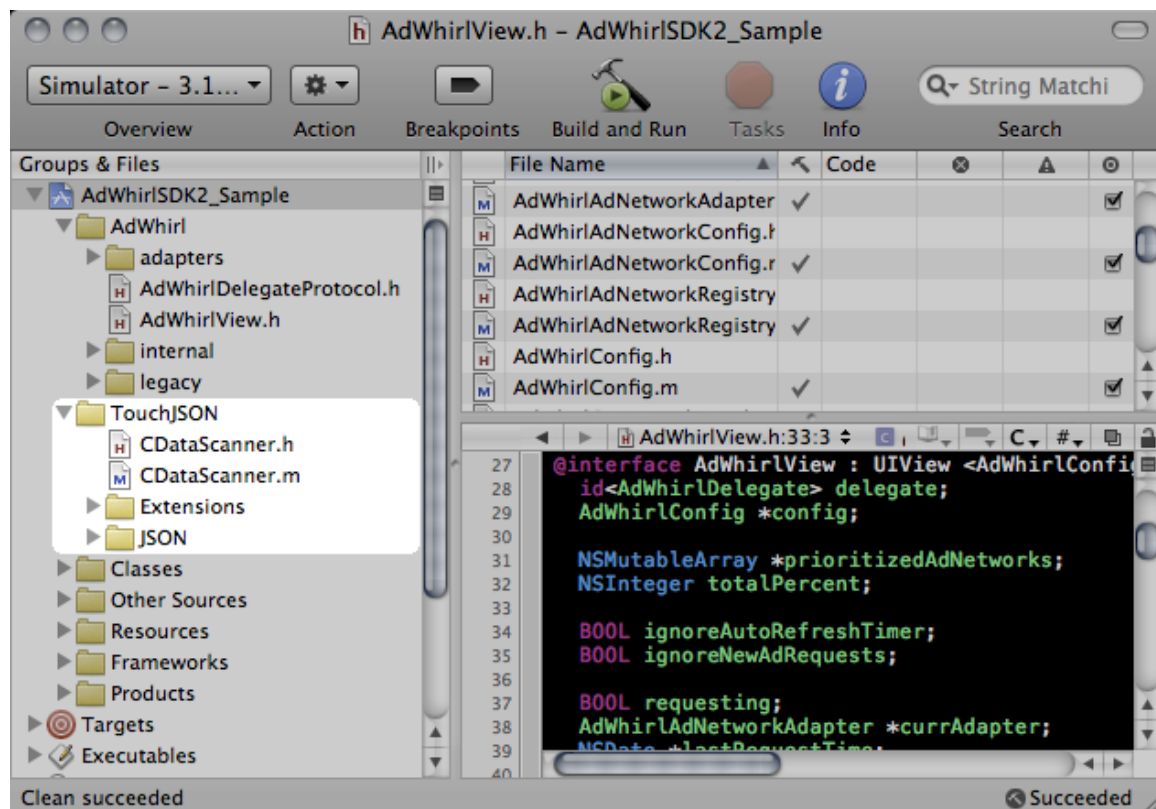 AdWhirlView.h – AdWhirlSDK2_Sample
Simulator – 3.1...
String Matchi
Overview
Action
Breakpoints
Build and Run
Tasks
Info
Search
Groups & Files
AdWhirlSDK2_Sample
AdWhirl
adapters
AdWhirlDelegateProtocol.h
AdWhirlView.h
internal
legacy
TouchJSON
CDataScanner.h
CDataScanner.m
Extensions
JSON
Classes
Other Sources
Resources
Frameworks
Products
Targets
Executables
File Name
Code
AdWhirlAdNetworkAdapter
AdWhirlAdNetworkConfig.h
AdWhirlAdNetworkConfig.r
AdWhirlAdNetworkRegistry
AdWhirlAdNetworkRegistry
AdWhirlConfig.h
AdWhirlConfig.m
AdWhirlView.h:33:3
C
#
27 @interface AdWhirlView : UIView <AdWhirlConfi
28 id<AdWhirlDelegate> delegate;
29 AdWhirlConfig *config;
30
31 NSMutableArray *prioritizedAdNetworks;
32 NSInteger totalPercent;
33
34 BOOL ignoreAutoRefreshTimer;
35 BOOL ignoreNewAdRequests;
36
37 BOOL requesting;
38 AdWhirlAdNetworkAdapter *currAdapter;
39 NSDate *lastRequestTime;
40
Clean succeeded
Succeeded